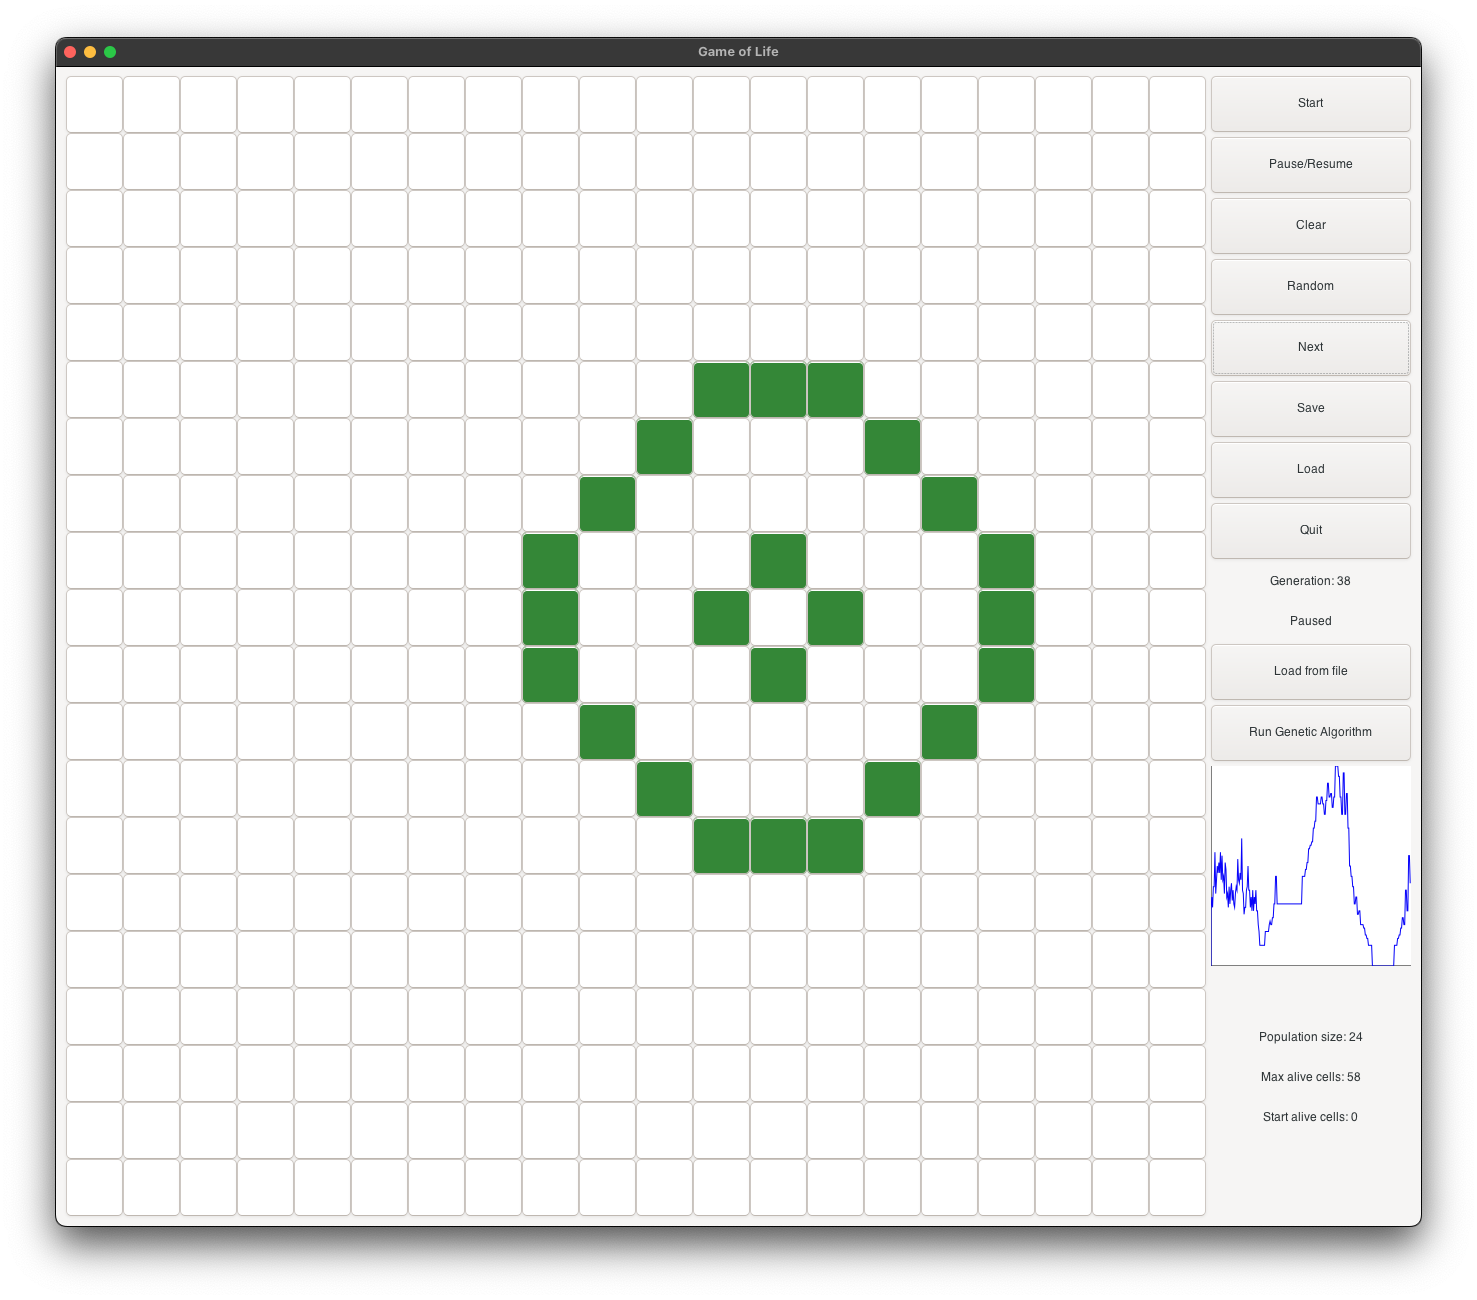 Game of Life
Start
Pause/Resume
Clear
Random
Next
Save
Load
Quit
Generation: 38
Paused
Load from file
Run Genetic Algorithm
Population size: 24
Max alive cells: 58
Start alive cells: 0